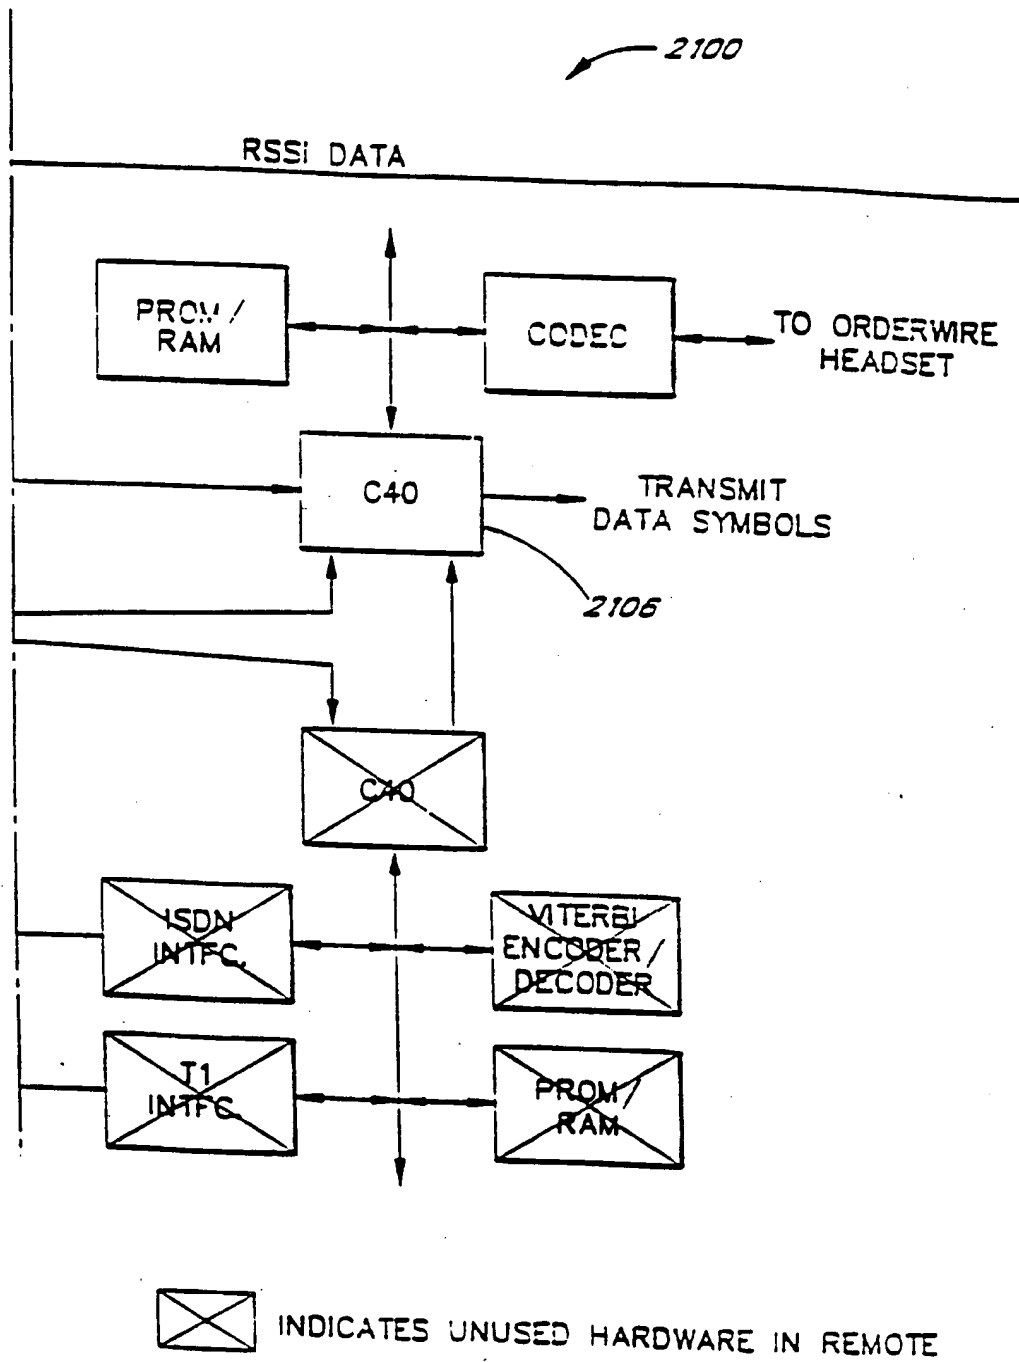 2100
RSSI DATA
PROM/
RAM
CODEC
TO ORDERWIRE
HEADSET
C40
TRANSMIT
DATA SYMBOLS
2106
C40
ISDN
INTFC.
VITERBI
ENCODER/
DECODER
T1
INTFC.
PROM/
RAM
INDICATES UNUSED HARDWARE IN REMOTE